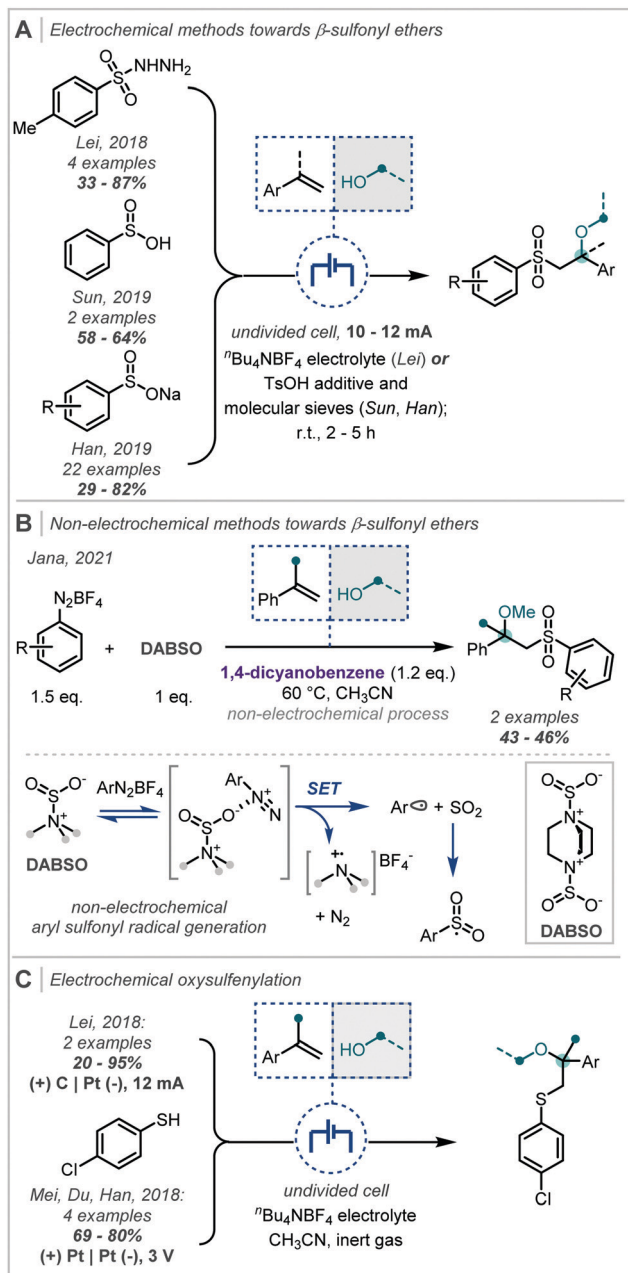 A Electrochemical methods towards β-sulfonyl ethers
O
S
O
NHNH₂
Me
Lei, 2018
4 examples
33 - 87%
O
S
OH
Sun, 2019
2 examples
58 - 64%
O
S
ONa
R
Han, 2019
22 examples
29 - 82%
Ar
HO
undivided cell, 10 - 12 mA
ⁿBu₄NBF₄ electrolyte (Lei) or
TsOH additive and
molecular sieves (Sun, Han);
r.t., 2 - 5 h
O
O
S
O
Ar
R
B Non-electrochemical methods towards β-sulfonyl ethers
Jana, 2021
N₂BF₄
R
+ DABSO
1.5 eq. 1 eq.
Ph
HO
1,4-dicyanobenzene (1.2 eq.)
60 °C, CH₃CN
non-electrochemical process
OMe
Ph
O
S
O
R
2 examples
43 - 46%
O
S
O⁻
N⁺
DABSO
ArN₂BF₄
Ar
N⁺
N
O
S
O
N⁺
SET
+•
N
BF₄⁻
+ N₂
Ar + SO₂
O
Ar S O
•
non-electrochemical
aryl sulfonyl radical generation
O
S
O⁻
N⁺
N⁺
O
S
O⁻
DABSO
C Electrochemical oxysulfenylation
Lei, 2018:
2 examples
20 - 95%
(+) C | Pt (-), 12 mA
SH
Cl
Mei, Du, Han, 2018:
4 examples
69 - 80%
(+) Pt | Pt (-), 3 V
Ar
HO
undivided cell
ⁿBu₄NBF₄ electrolyte
CH₃CN, inert gas
O
Ar
S
Cl